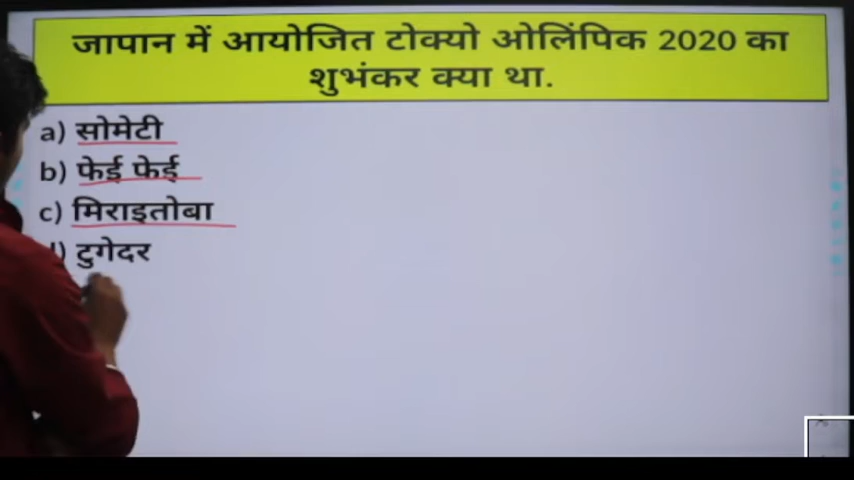 जापान में आयोजित टोक्यो ओलिंपिक 2020 का
शुभंकर क्या था.
a) सोमेटी
b) फेई फेई
c) मिराइतोबा
) टुगेदर